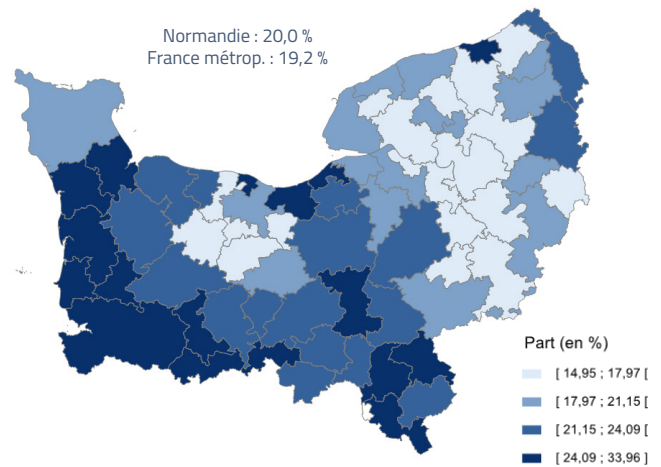 Normandie : 20,0 %
France métrop. : 19,2 %
Part (en %)
[ 14,95 ; 17,97 [
[ 17,97 ; 21,15 [
[ 21,15 ; 24,09 [
[ 24,09 ; 33,96 ]